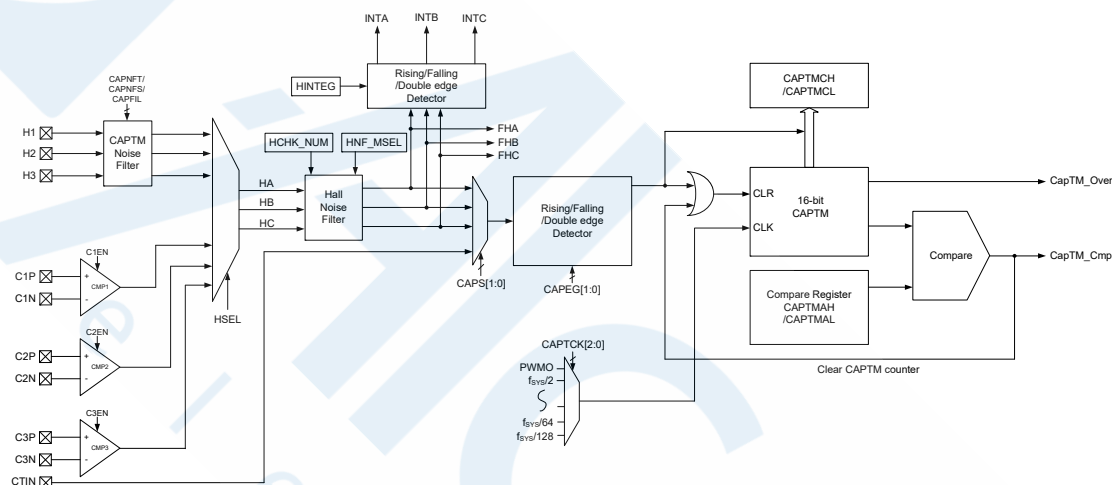 INTA
INTB
INTC
CAPNFT/
CAPNFS/
CAPFIL
HINTEG
Rising/Falling
/Double edge
Detector
CAPTMCH
/CAPTMCL
H1
H2
H3
CAPTM
Noise
Filter
HCHK_NUM
HNF_MSEL
FHA
FHB
FHC
HA
HB
HC
Hall
Noise
Filter
Rising/Falling
/Double edge
Detector
CLR
CLK
16-bit
CAPTM
CapTM_Over
C1EN
C1P
C1N
+
-
CMP1
HSEL
CAPS[1:0]
CAPEG[1:0]
Compare Register
CAPTMAH
/CAPTMAL
Compare
CapTM_Cmp
C2EN
C2P
C2N
+
-
CMP2
CAPTCK[2:0]
PWMO
fSYS/2
fSYS/64
fSYS/128
Clear CAPTM counter
C3EN
C3P
C3N
+
-
CMP3
CTIN